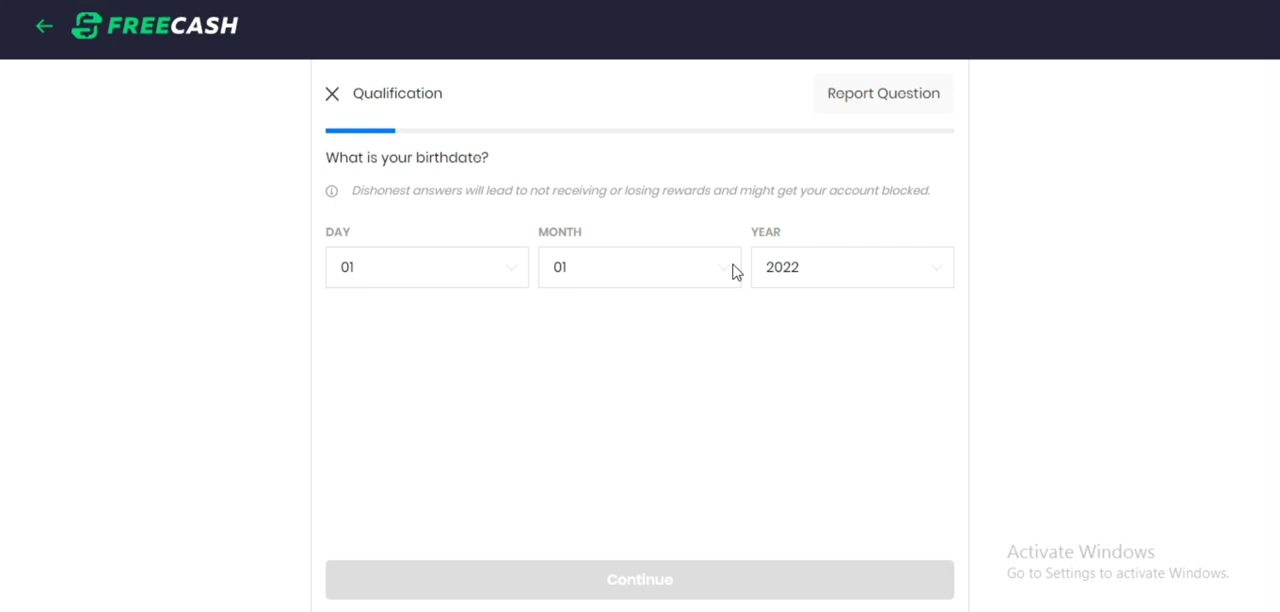 FREECASH
Qualification
Report Question
What is your birthdate?
Dishonest answers will lead to not receiving or losing rewards and might get your account blocked.
DAY MONTH YEAR
01 01 2022
Continue
Activate Windows
Go to Settings to activate Windows.